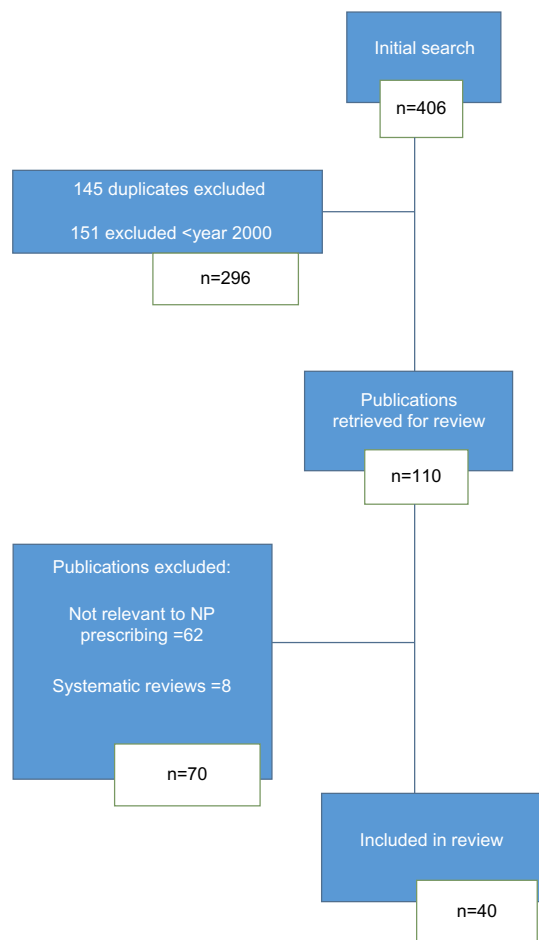 Initial search
n=406
145 duplicates excluded
151 excluded <year 2000
n=296
Publications
retrieved for review
n=110
Publications excluded:
Not relevant to NP
prescribing =62
Systematic reviews =8
n=70
Included in review
n=40